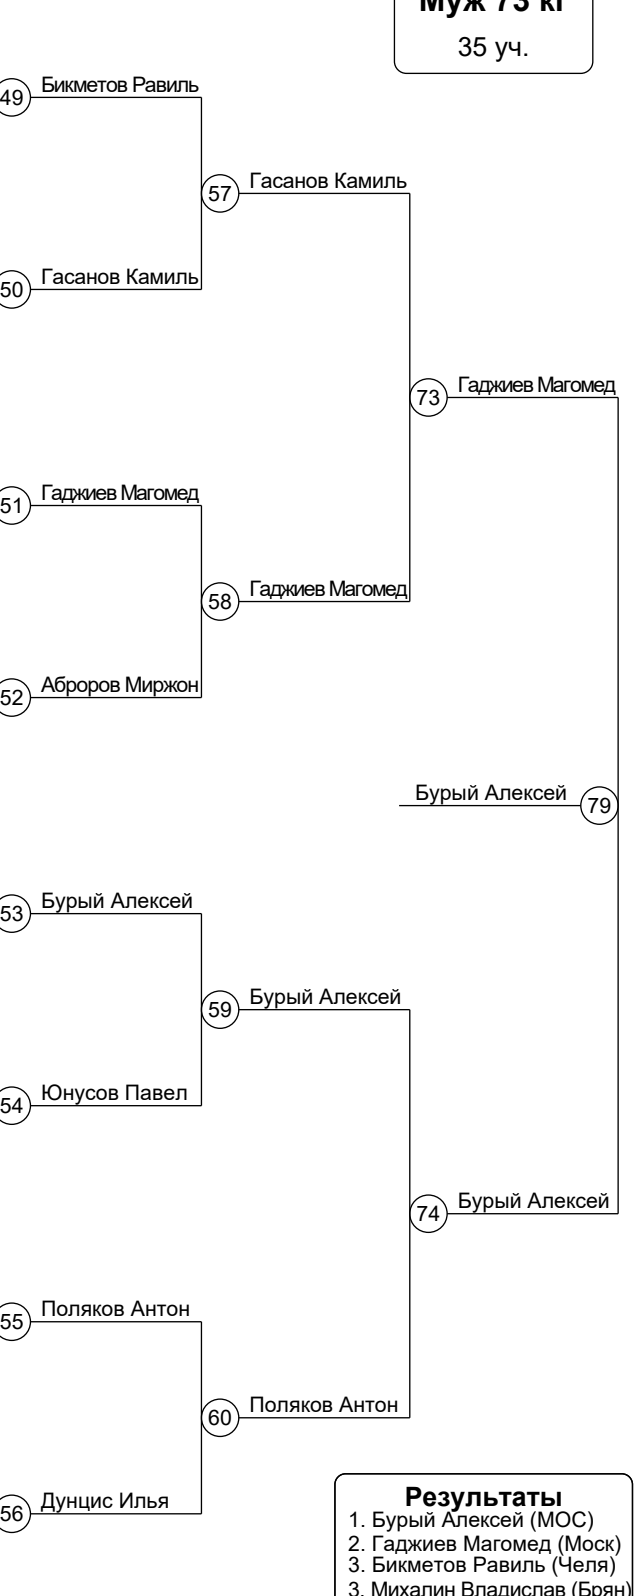 Муж 73 кг
35 уч.
49 Бикметов Равиль
57 Гасанов Камиль
50 Гасанов Камиль
73 Гаджиев Магомед
51 Гаджиев Магомед
58 Гаджиев Магомед
52 Аброров Миржон
Бурый Алексей 79
53 Бурый Алексей
59 Бурый Алексей
54 Юнусов Павел
74 Бурый Алексей
55 Поляков Антон
60 Поляков Антон
56 Дунцис Илья
Результаты
1. Бурый Алексей (МОС)
2. Гаджиев Магомед (Моск)
3. Бикметов Равиль (Челя)
3. Михалин Владислав (Брян)